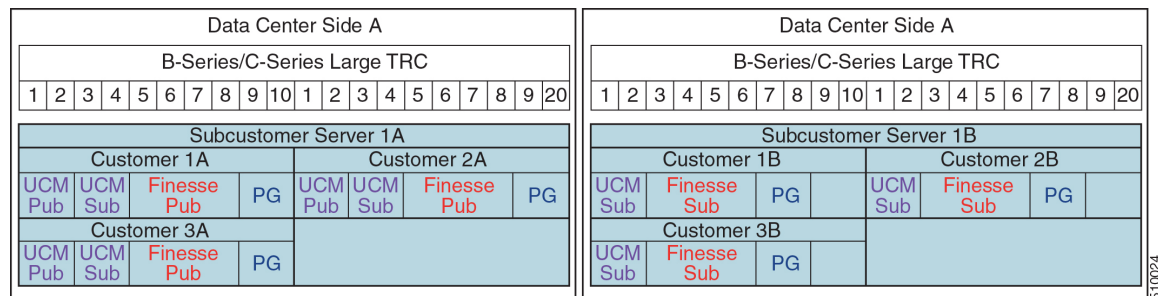 Data Center Side A
B-Series/C-Series Large TRC
1 2 3 4 5 6 7 8 9 10 1 2 3 4 5 6 7 8 9 20
Subcustomer Server 1A
Customer 1A Customer 2A
UCM Pub UCM Sub Finesse Pub PG UCM Pub UCM Sub Finesse Pub PG
Customer 3A
UCM Pub UCM Sub Finesse Pub PG
Data Center Side A
B-Series/C-Series Large TRC
1 2 3 4 5 6 7 8 9 10 1 2 3 4 5 6 7 8 9 20
Subcustomer Server 1B
Customer 1B Customer 2B
UCM Sub Finesse Sub PG UCM Sub Finesse Sub PG
Customer 3B
UCM Sub Finesse Sub PG
510024